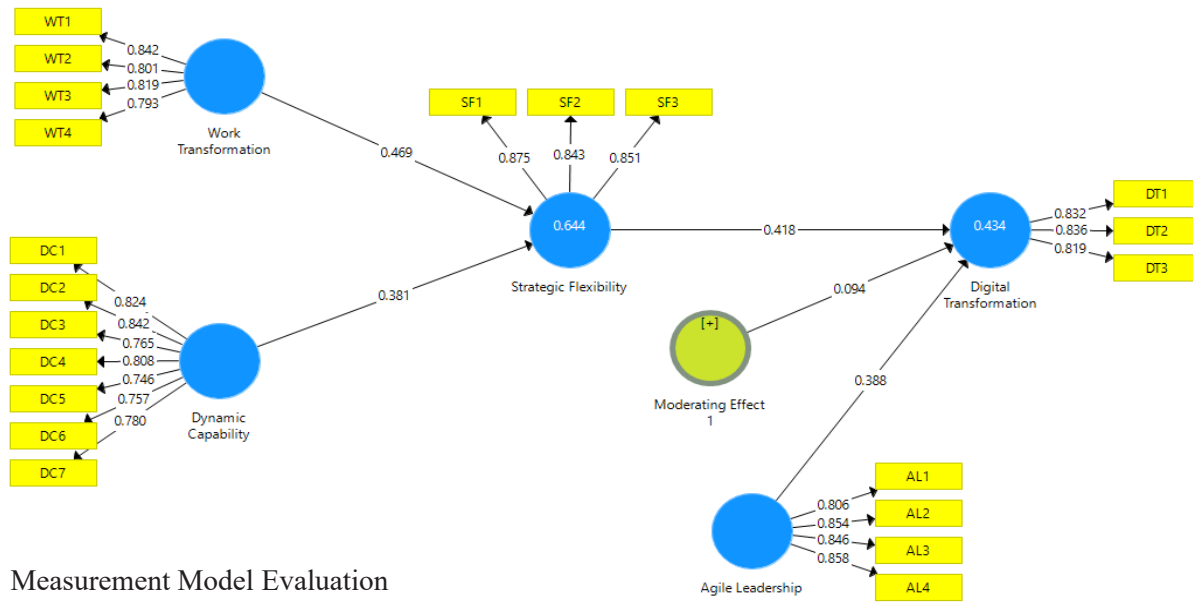 WT1
WT2
WT3
WT4
0.842
0.801
0.819
0.793
Work
Transformation
0.469
SF1
SF2
SF3
0.875
0.843
0.851
0.644
Strategic Flexibility
DC1
DC2
DC3
DC4
DC5
DC6
DC7
0.824
0.842
0.765
0.808
0.746
0.757
0.780
Dynamic
Capability
0.381
0.418
0.434
Digital
Transformation
DT1
DT2
DT3
0.832
0.836
0.819
0.094
[+]
Moderating Effect
1
0.388
AL1
AL2
AL3
AL4
0.806
0.854
0.846
0.858
Agile Leadership
Measurement Model Evaluation